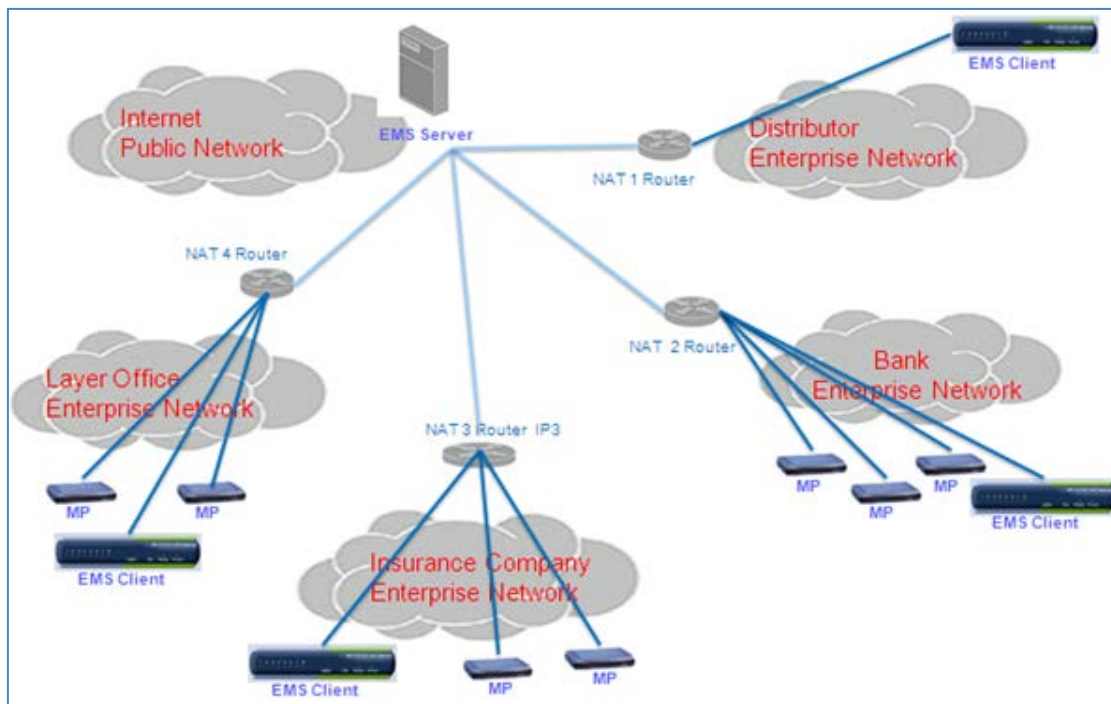 EMS Client
Internet
Public Network
EMS Server
Distributor
Enterprise Network
NAT 1 Router
NAT 4 Router
NAT 2 Router
Bank
Enterprise Network
Layer Office
Enterprise Network
NAT 3 Router IP3
MP
MP
MP
MP
MP
EMS Client
EMS Client
Insurance Company
Enterprise Network
EMS Client
MP
MP